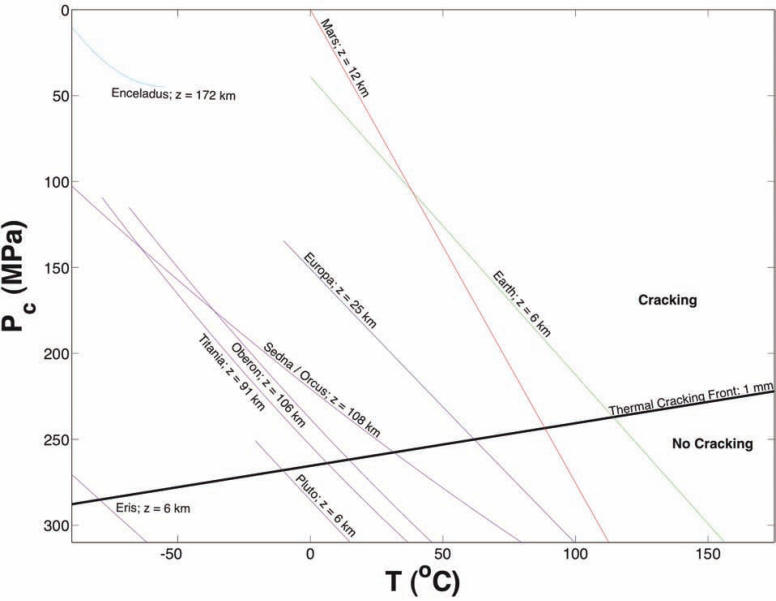 0
50
100
150
200
250
300
P_c (MPa)
Enceladus; z = 172 km
Mars; z = 12 km
Europa; z = 25 km
Earth; z = 6 km
Cracking
Titania; z = 91 km
Oberon; z = 106 km
Sedna / Orcus; z = 108 km
Thermal Cracking Front: 1 mm
No Cracking
Eris; z = 6 km
Pluto; z = 6 km
-50
0
50
100
150
T (°C)